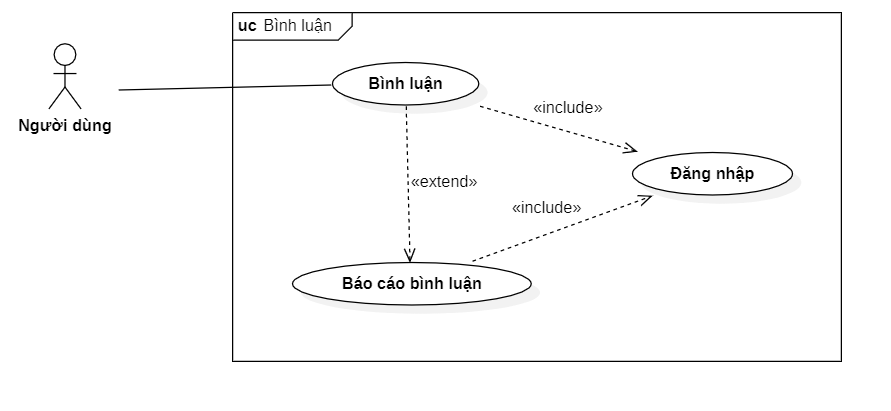 uc Bình luận
Bình luận
«include»
Người dùng
Đăng nhập
«extend»
«include»
Báo cáo bình luận